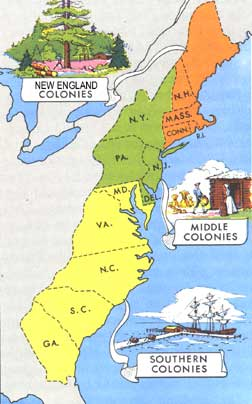 NEW ENGLAND
COLONIES
N.H.
N.Y.
MASS.
CONN.
R.I.
PA.
N.J.
MD.
DEL.
VA.
MIDDLE
COLONIES
N.C.
S.C.
GA.
SOUTHERN
COLONIES